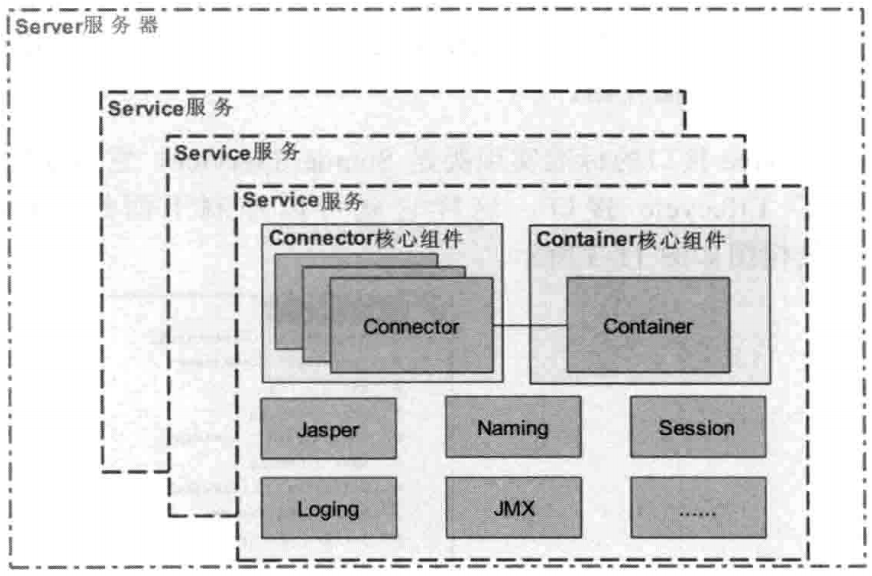 Server服务器
Service服务
Service服务
Service服务
Connector核心组件
Container核心组件
Connector
Container
Jasper
Naming
Session
Loging
JMX
......